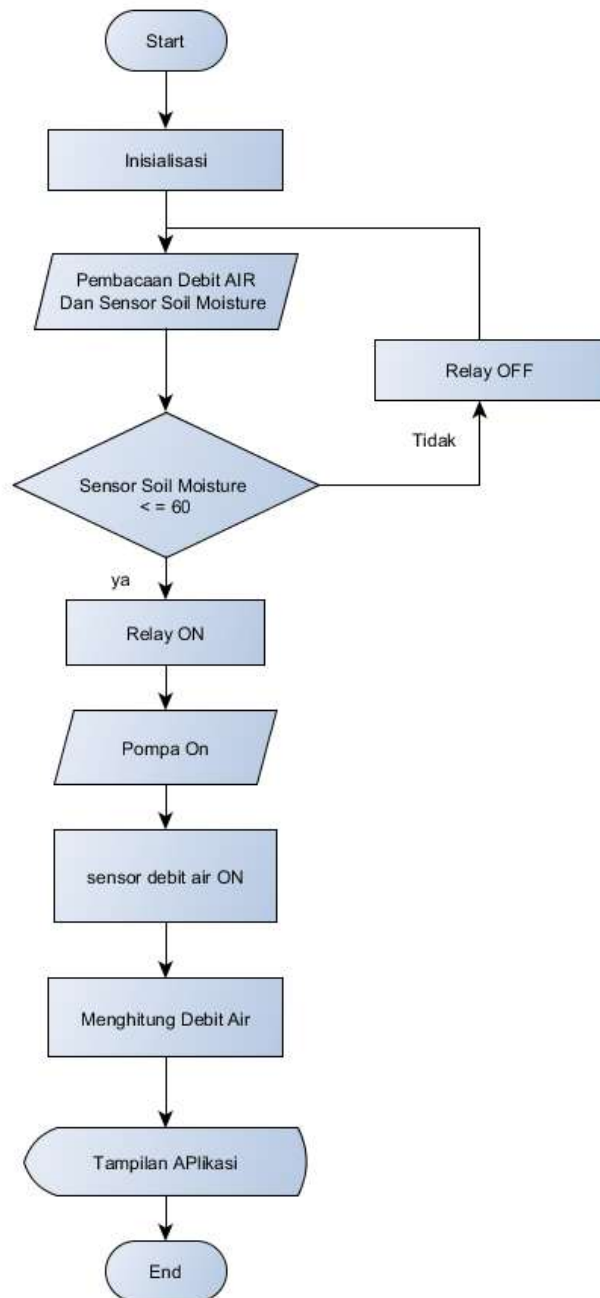 Start
Inisialisasi
Pembacaan Debit AIR
Dan Sensor Soil Moisture
Relay OFF
Tidak
Sensor Soil Moisture
< = 60
ya
Relay ON
Pompa On
sensor debit air ON
Menghitung Debit Air
Tampilan APlikasi
End